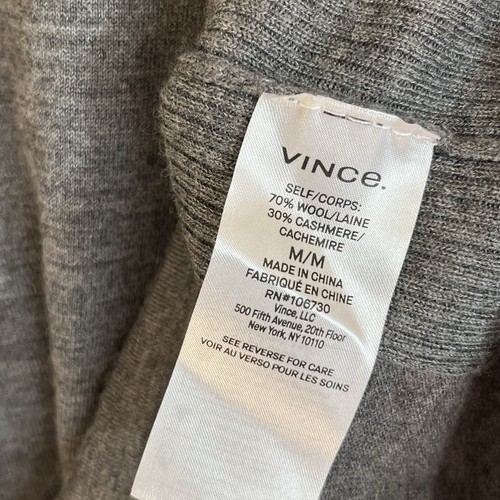 VINCe.
SELF/CORPS:
70% WOOL/LAINE
30% CASHMERE/
CACHEMIRE
M/M
MADE IN CHINA
FABRIQUÉ EN CHINE
RN#106730
Vince, LLC
500 Fifth Avenue, 20th Floor
New York, NY 10110
SEE REVERSE FOR CARE
VOIR AU VERSO POUR LES SOINS